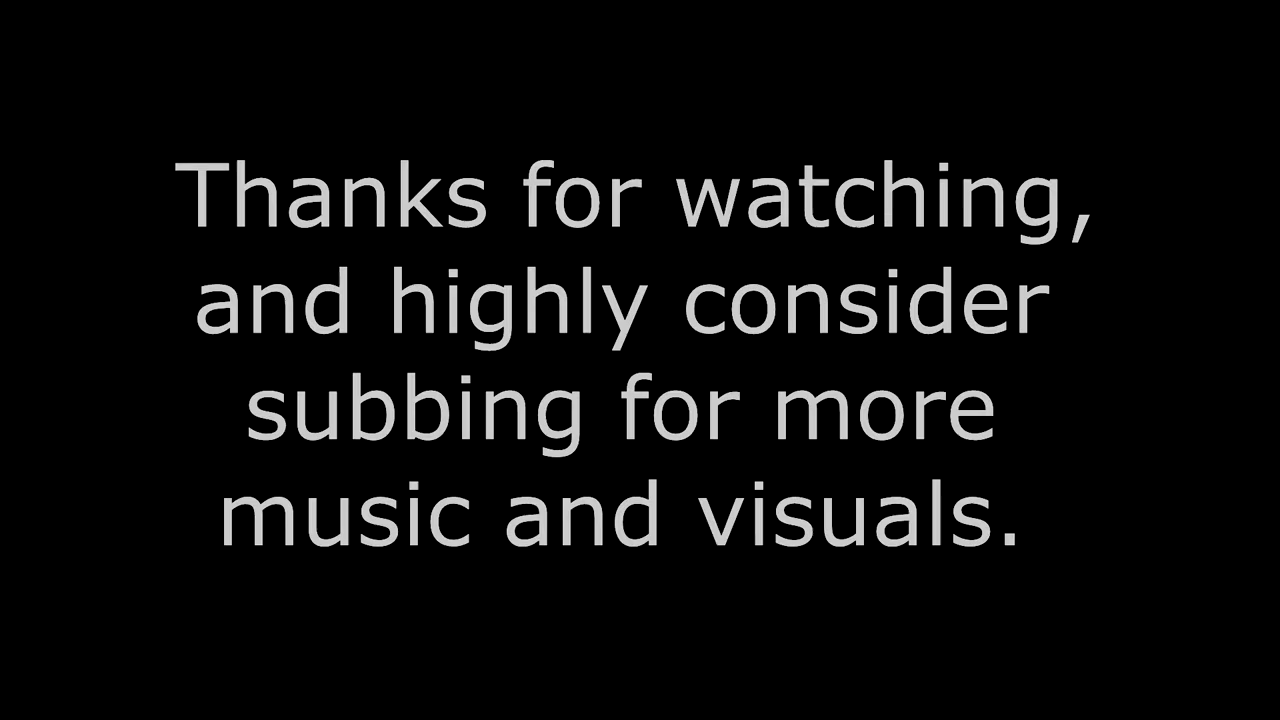 Thanks for watching,
and highly consider
subbing for more
music and visuals.